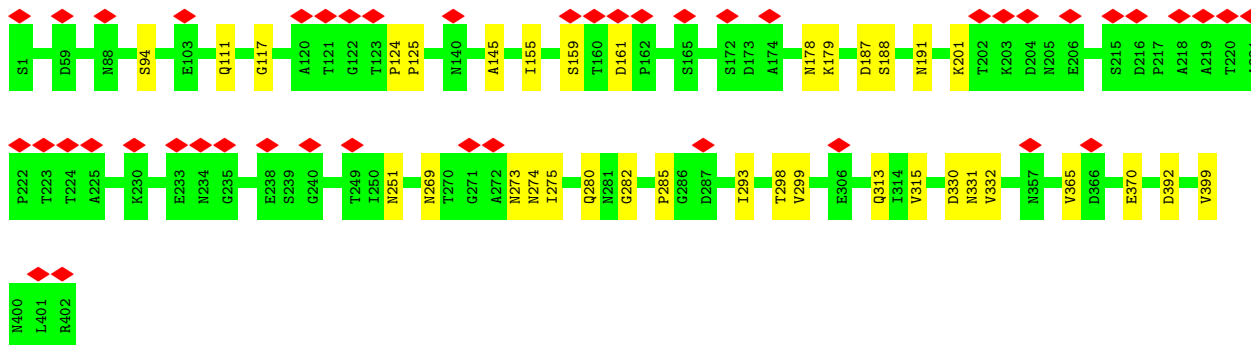 S1 D59 N88 S94 E103 Q111 G117 A120 T121 G122 T123 P124 P125 N140 A145 I155 S159 T160 D161 P162 S165 S172 D173 A174 N178 K179 D187 S188 N191 K201 T202 K203 D204 N205 E206 S215 D216 P217 A218 A219 T220
P222 T223 T224 A225 K230 E233 N234 G235 E238 S239 G240 T249 I250 N251 N269 T270 G271 A272 N273 N274 I275 Q280 N281 G282 P285 G286 D287 I293 T298 V299 E306 Q313 I314 V315 D330 N331 V332 N357 V365 D366 E370 D392 V399
N400 L401 R402